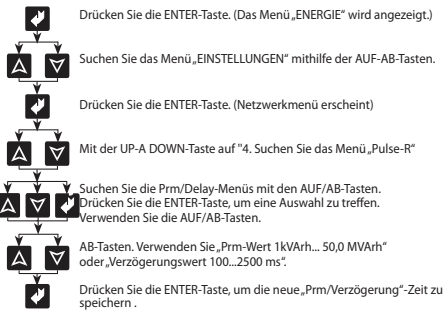 Drücken Sie die ENTER-Taste. (Das Menü „ENERGIE“ wird angezeigt.)
Suchen Sie das Menü „EINSTELLUNGEN“ mithilfe der AUF-AB-Tasten.
Drücken Sie die ENTER-Taste. (Netzwerkmenü erscheint)
Mit der UP-A DOWN-Taste auf "4. Suchen Sie das Menü „Pulse-R“
Suchen Sie die Prm/Delay-Menüs mit den AUF/AB-Tasten.
Drücken Sie die ENTER-Taste, um eine Auswahl zu treffen.
Verwenden Sie die AUF/AB-Tasten.
AB-Tasten. Verwenden Sie „Prm-Wert 1kVArh... 50,0 MVArh“
oder „Verzögerungswert 100...2500 ms“.
Drücken Sie die ENTER-Taste, um die neue „Prm/Verzögerung“-Zeit zu
speichern .